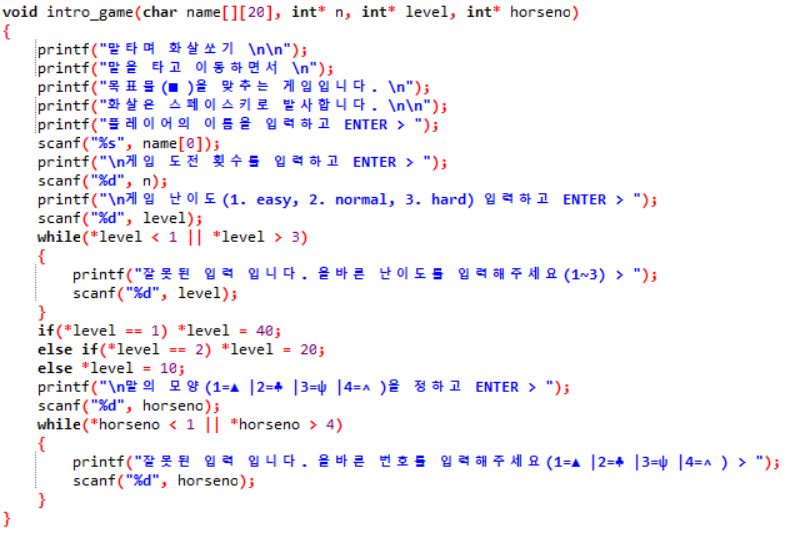 void intro_game(char name[][20], int* n, int* level, int* horseno)
{
printf("말타며 화살쏘기 \n\n");
printf("말을 타고 이동하면서 \n");
printf("목표물(■ )을 맞추는 게임입니다. \n");
printf("화살은 스페이스키로 발사합니다. \n\n");
printf("플레이어의 이름을 입력하고 ENTER > ");
scanf("%s", name[0]);
printf("\n게임 도전 횟수를 입력하고 ENTER > ");
scanf("%d", n);
printf("\n게임 난이도(1. easy, 2. normal, 3. hard) 입력하고 ENTER > ");
scanf("%d", level);
while(*level < 1 || *level > 3)
{
printf("잘못된 입력 입니다. 올바른 난이도를 입력해주세요(1~3) > ");
scanf("%d", level);
}
if(*level == 1) *level = 40;
else if(*level == 2) *level = 20;
else *level = 10;
printf("\n말의 모양(1=▲ |2=♣ |3=ψ |4=^ )을 정하고 ENTER > ");
scanf("%d", horseno);
while(*horseno < 1 || *horseno > 4)
{
printf("잘못된 입력 입니다. 올바른 번호를 입력해주세요(1=▲ |2=♣ |3=ψ |4=^ ) > ");
scanf("%d", horseno);
}
}